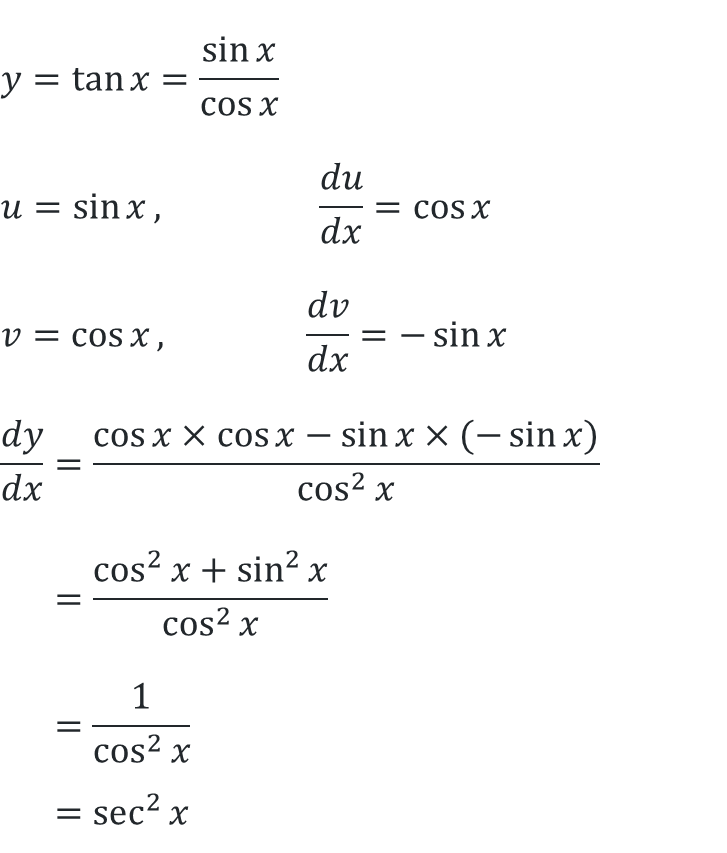 y = tan x = sin x / cos x
u = sin x , du/dx = cos x
v = cos x , dv/dx = − sin x
dy/dx = (cos x × cos x − sin x × (− sin x)) / cos² x
= (cos² x + sin² x) / cos² x
= 1 / cos² x
= sec² x